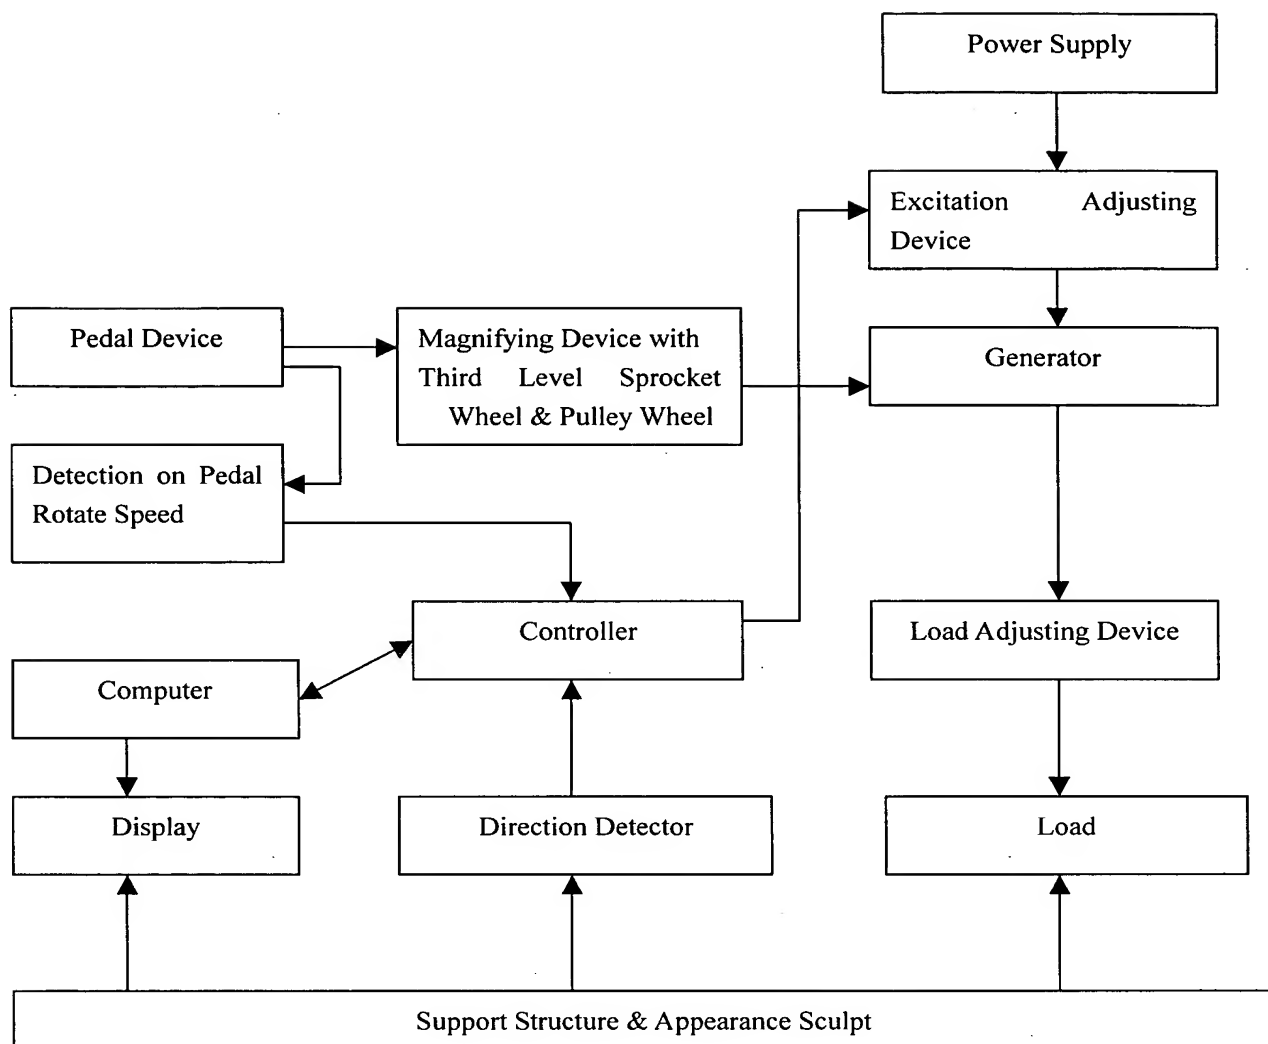 Power Supply
Excitation Adjusting
Device
Pedal Device
Magnifying Device with
Third Level Sprocket
Wheel & Pulley Wheel
Generator
Detection on Pedal
Rotate Speed
Controller
Load Adjusting Device
Computer
Display
Direction Detector
Load
Support Structure & Appearance Sculpt